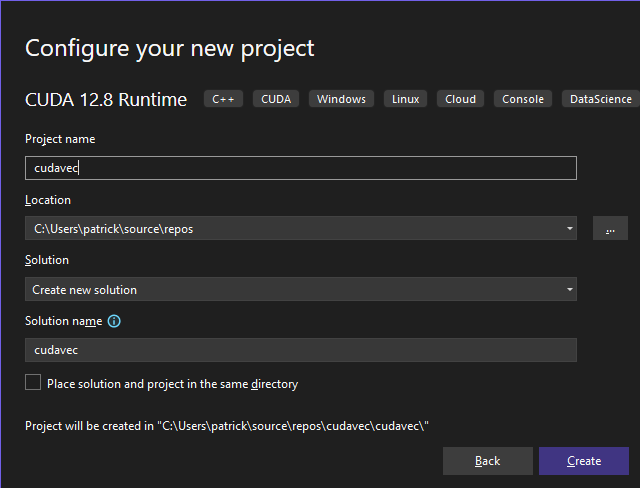 Configure your new project
CUDA 12.8 Runtime C++ CUDA Windows Linux Cloud Console DataScience
Project name
cudavec
Location
C:\Users\patrick\source\repos
...
Solution
Create new solution
Solution name
cudavec
Place solution and project in the same directory
Project will be created in "C:\Users\patrick\source\repos\cudavec\cudavec\"
Back Create